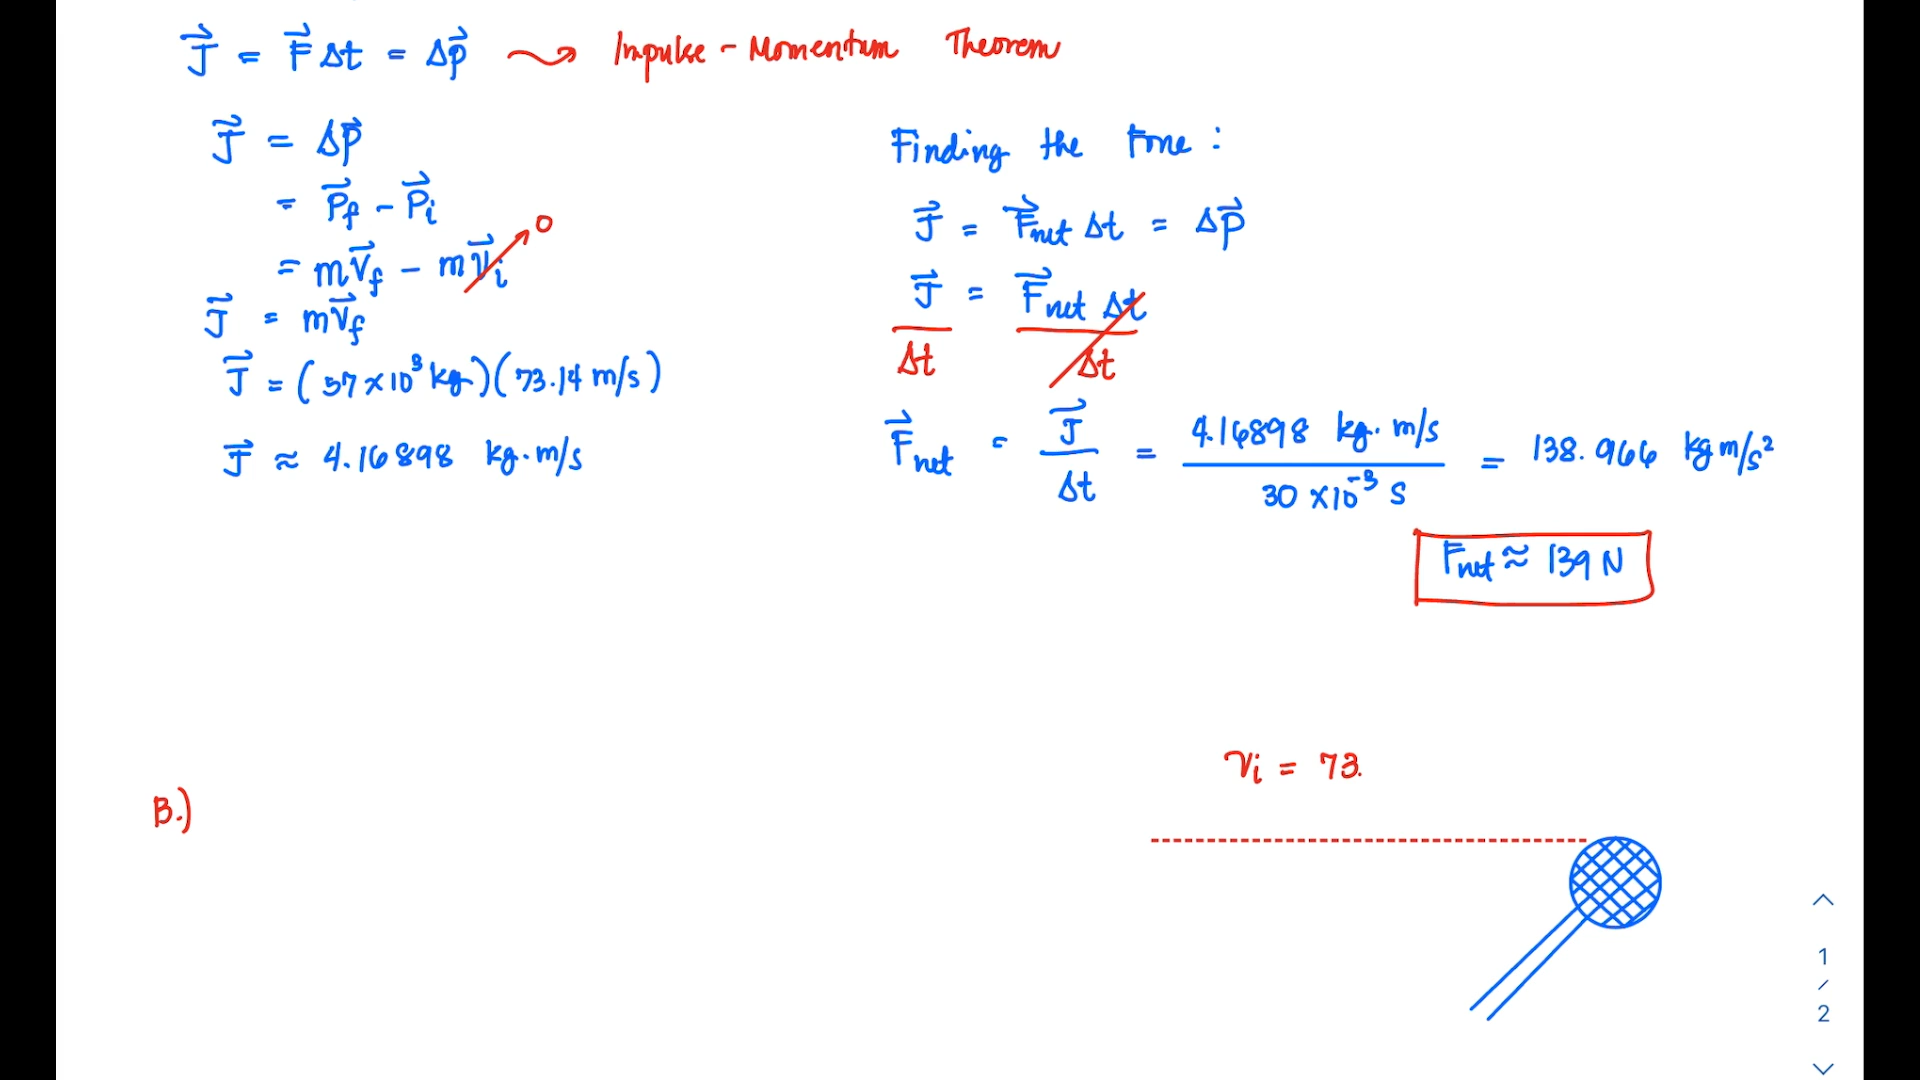 J⃗ = F⃗ Δt = Δp⃗ ⤳ Impulse - Momentum Theorem
J⃗ = Δp⃗
= P⃗f - P⃗i
= mV⃗f - mV⃗i 0
J⃗ = mV⃗f
J⃗ = (57 × 10³ kg)(73.14 m/s)
J⃗ ≈ 4.16898 kg·m/s
Finding the Force :
J⃗ = F⃗net Δt = Δp⃗
J⃗ = F⃗net Δt
Δt Δt
F⃗net = J⃗/Δt = 4.16898 kg·m/s / 30 ×10⁻³ s = 138.966 kg m/s²
Fnet ≈ 139 N
B.)
Vi = 73.
1
/
2